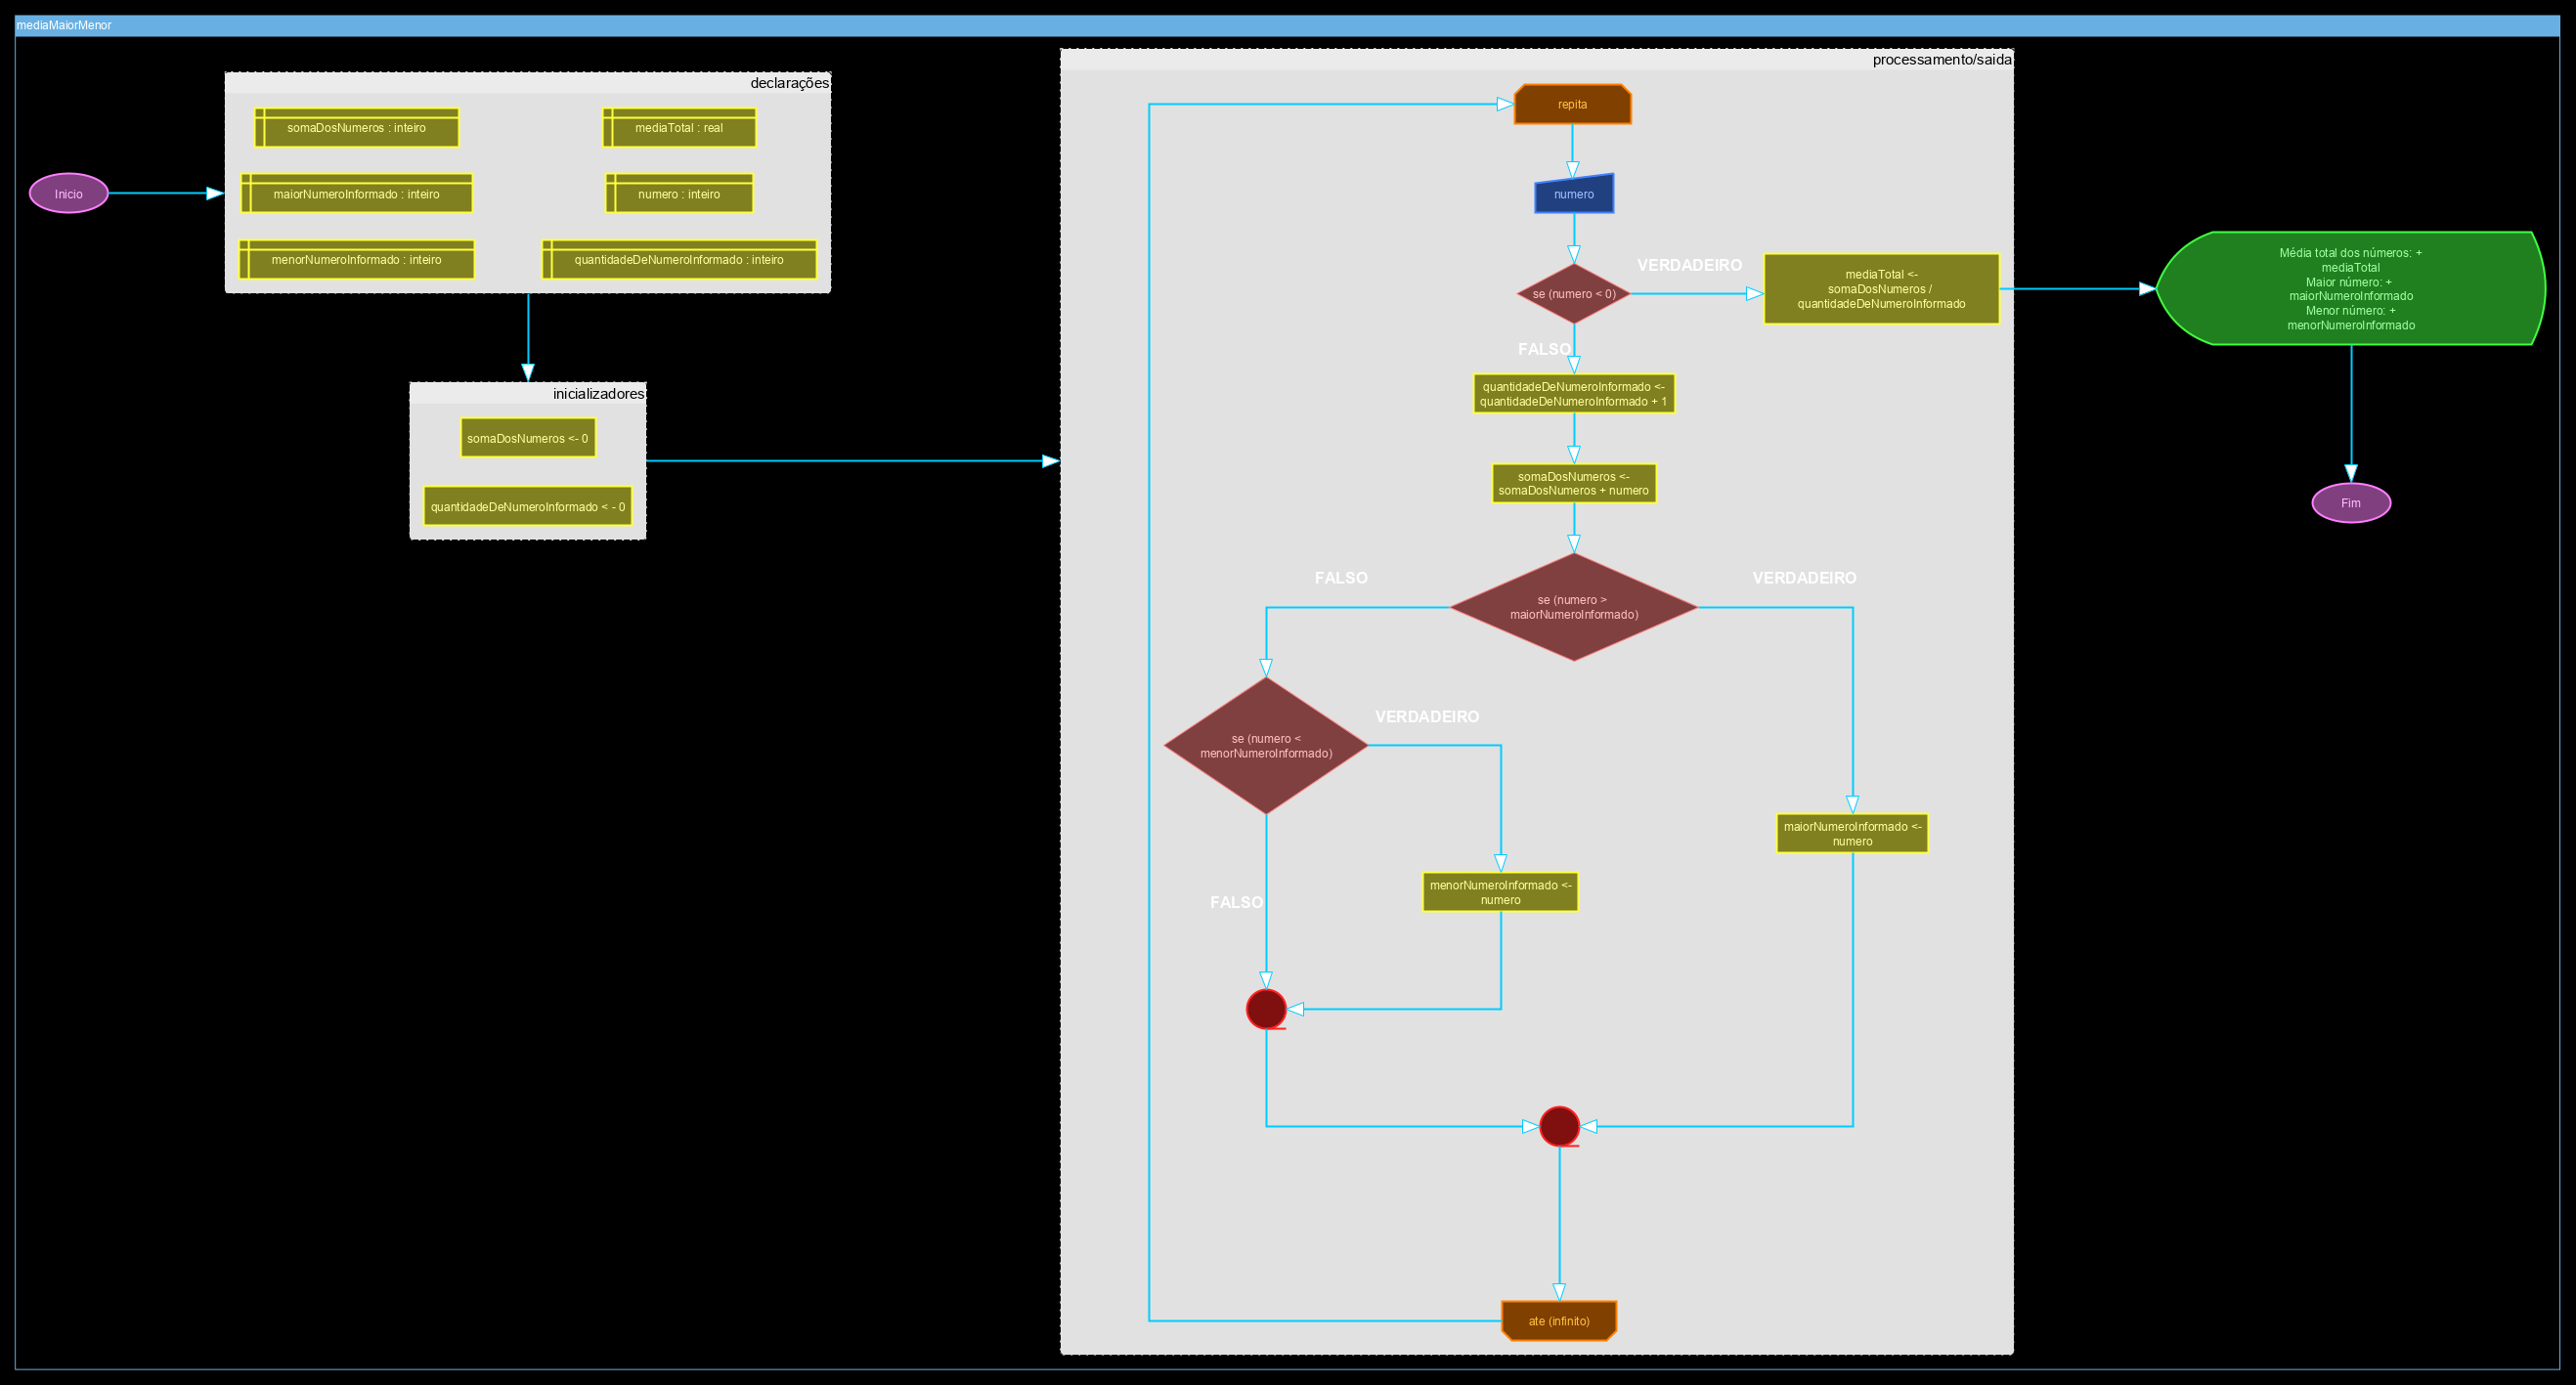 mediaMaiorMenor
declarações
somaDosNumeros : inteiro
mediaTotal : real
maiorNumeroInformado : inteiro
numero : inteiro
menorNumeroInformado : inteiro
quantidadeDeNumeroInformado : inteiro
Inicio
inicializadores
somaDosNumeros <- 0
quantidadeDeNumeroInformado < - 0
processamento/saida
repita
numero
se (numero < 0)
VERDADEIRO
mediaTotal <-
somaDosNumeros /
quantidadeDeNumeroInformado
FALSO
quantidadeDeNumeroInformado <-
quantidadeDeNumeroInformado + 1
somaDosNumeros <-
somaDosNumeros + numero
FALSO
se (numero >
maiorNumeroInformado)
VERDADEIRO
se (numero <
menorNumeroInformado)
VERDADEIRO
maiorNumeroInformado <-
numero
menorNumeroInformado <-
numero
FALSO
ate (infinito)
Média total dos números: +
mediaTotal
Maior número: +
maiorNumeroInformado
Menor número: +
menorNumeroInformado
Fim